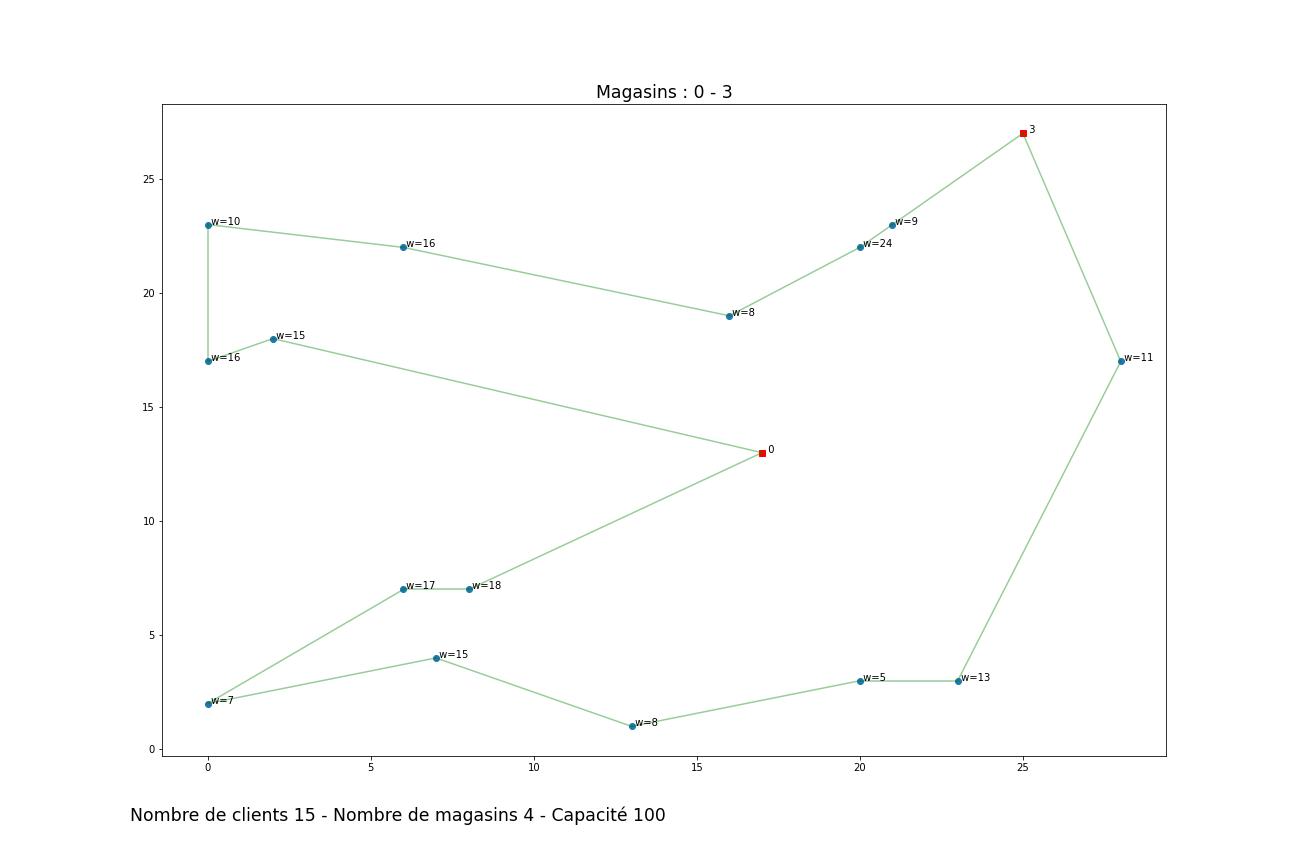 Magasins : 0 - 3
3
25
w=10
w=9
w=16
w=24
20
w=8
w=15
w=16
w=11
15
0
10
w=17
w=18
5
w=15
w=5
w=13
w=7
w=8
0
0
5
10
15
20
25
Nombre de clients 15 - Nombre de magasins 4 - Capacité 100